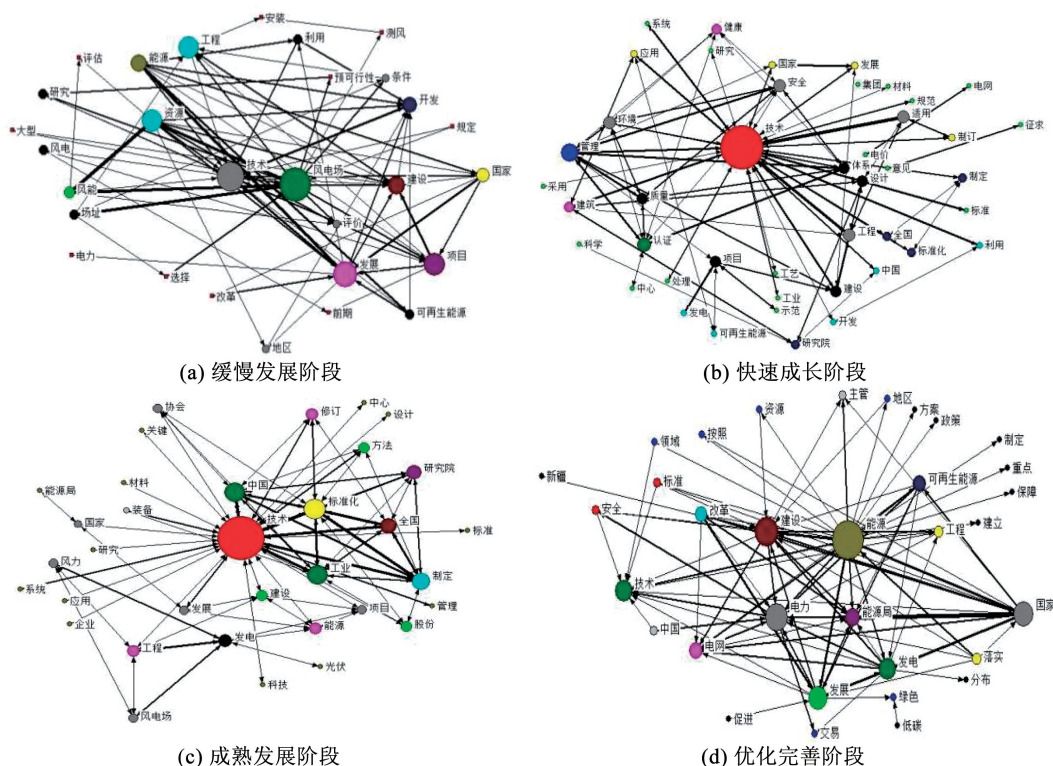 安装
工程
利用
测风
能源
评估
预可行性
条件
研究
开发
资源
大型
规定
风电
技术
风电场
国家
风能
建设
场址
评价
电力
发展
项目
选择
改革
前期
可再生能源
地区
(a) 缓慢发展阶段
系统
健康
应用
研究
国家
发展
安全
集团
材料
电网
规范
环境
适用
技术
征求
管理
制订
电价
体系
意见
设计
采用
质量
制定
建筑
标准
工程
全国
认证
标准化
利用
科学
项目
中国
处理
工艺
中心
建设
工业
发电
示范
开发
可再生能源
研究院
(b) 快速成长阶段
协会
修订
中心
设计
关键
方法
研究院
中国
材料
标准化
能源局
装备
技术
全国
国家
标准
研究
风力
工业
制定
系统
建设
应用
发展
项目
管理
企业
能源
股份
工程
发电
光伏
科技
风电场
(c) 成熟发展阶段
主管
地区
资源
方案
政策
按照
领域
制定
新疆
标准
可再生能源
重点
保障
安全
改革
建设
能源
工程
建立
技术
电力
能源局
国家
中国
电网
落实
发电
分布
发展
绿色
促进
交易
低碳
(d) 优化完善阶段